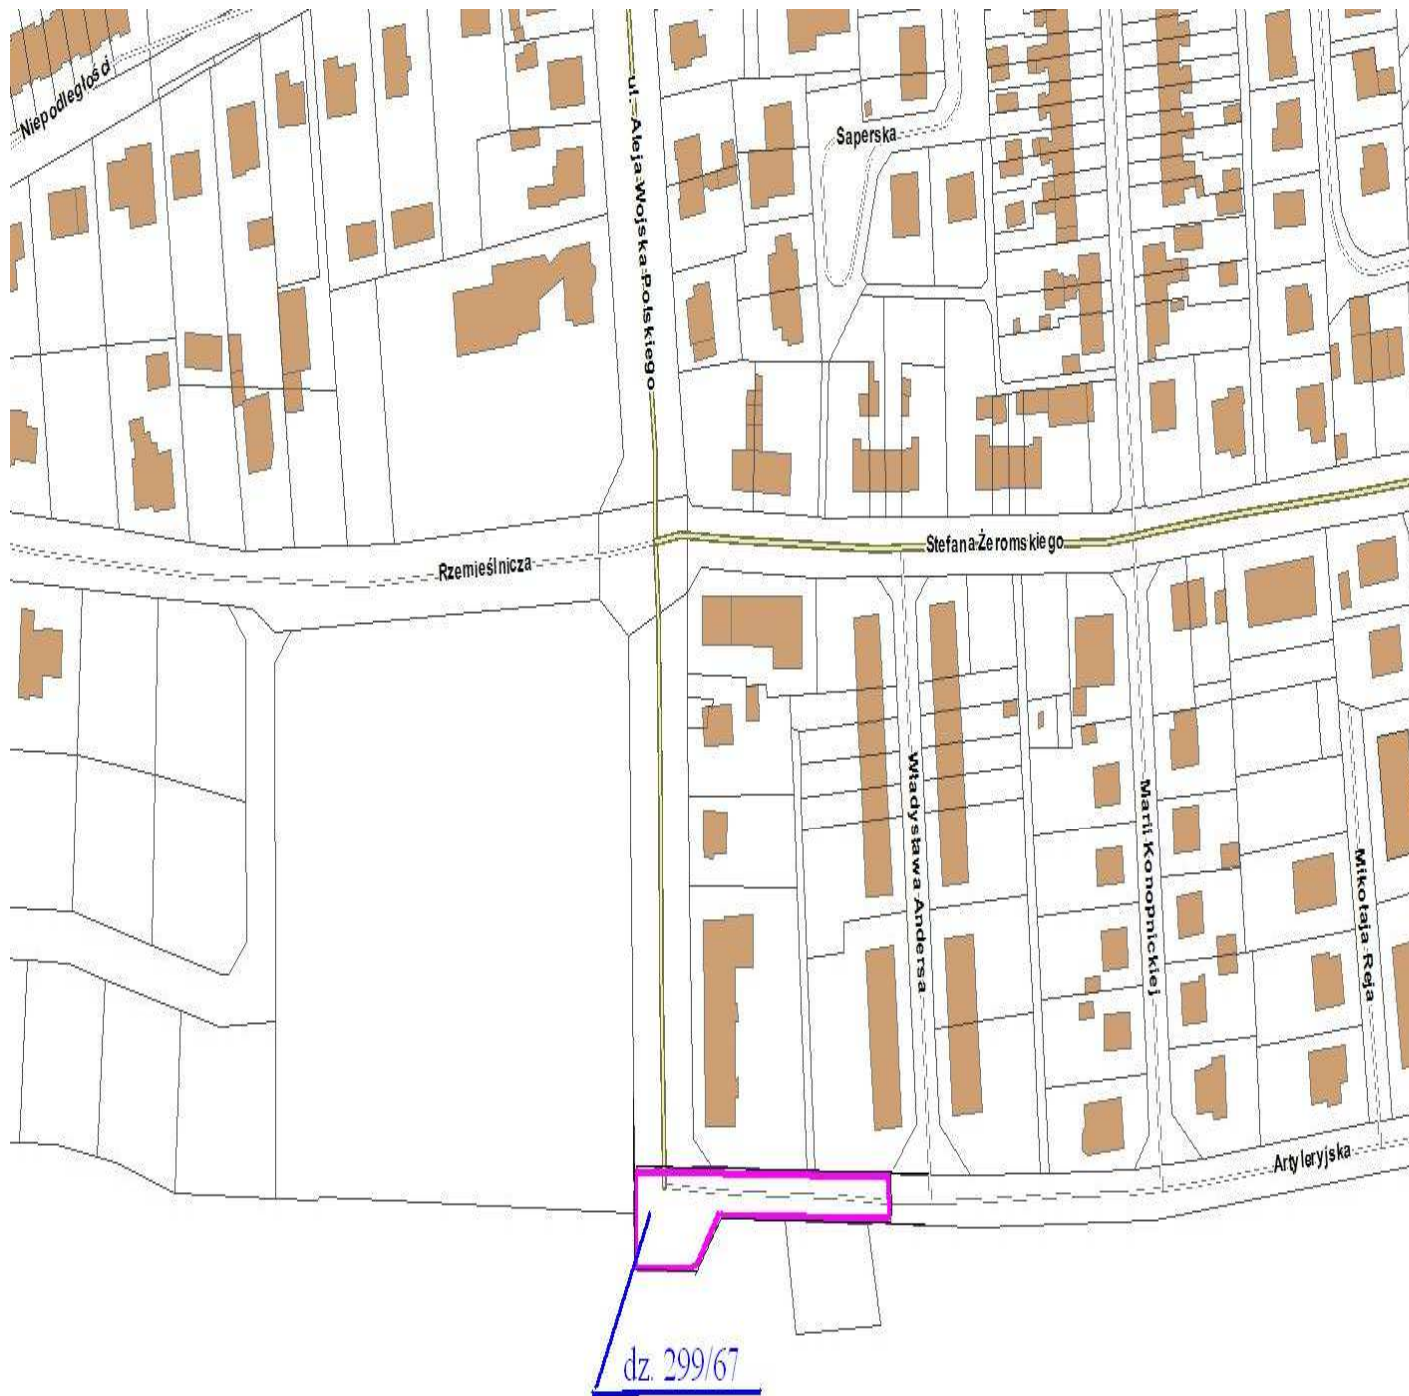 Niepodległości
ul. Aleja Wojska Polskiego
Saperska
Rzemieślnicza
Stefana Żeromskiego
Władysława Andersa
Marii Konopnickiej
Mikołaja Reja
Artyleryjska
dz. 299/67